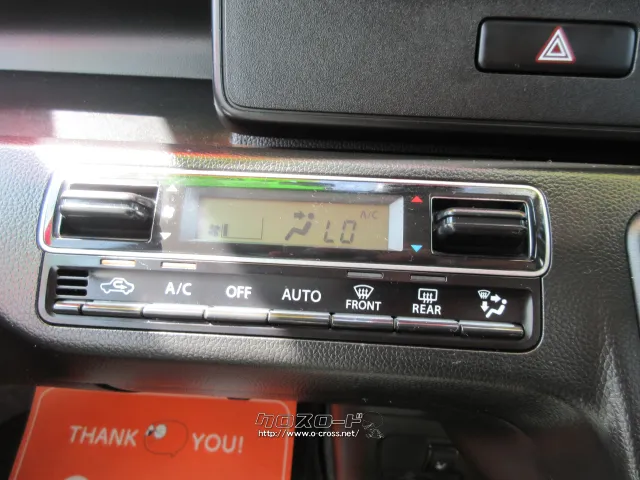 A/C
LO
A/C
OFF
AUTO
FRONT
REAR
THANK YOU!
クロスロード
http://www.o-cross.net/